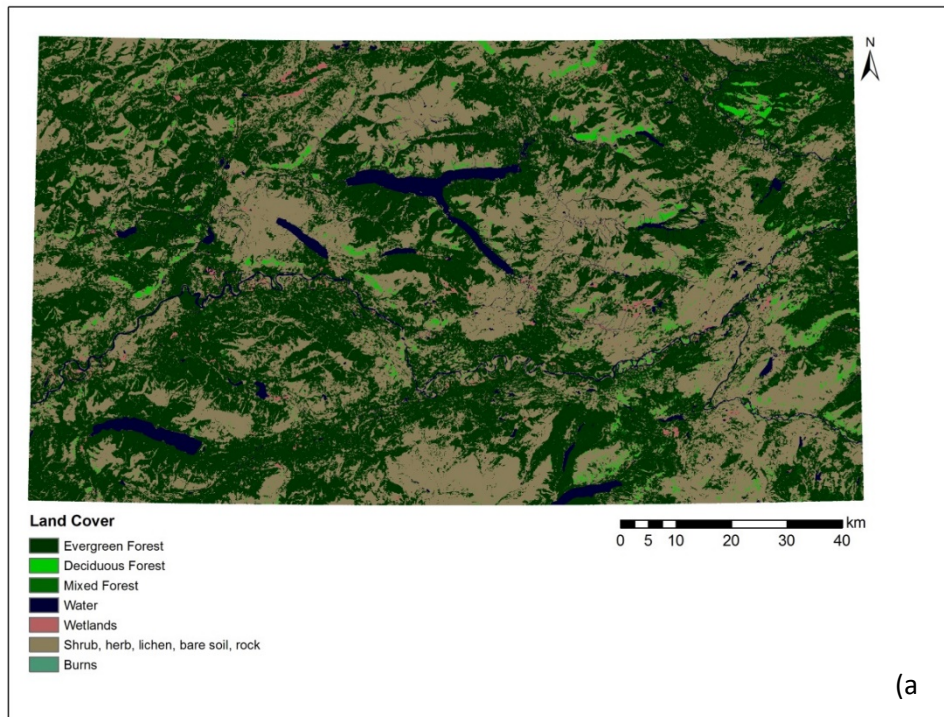 N
Land Cover
Evergreen Forest
Deciduous Forest
Mixed Forest
Water
Wetlands
Shrub, herb, lichen, bare soil, rock
Burns
km
0 5 10 20 30 40
(a